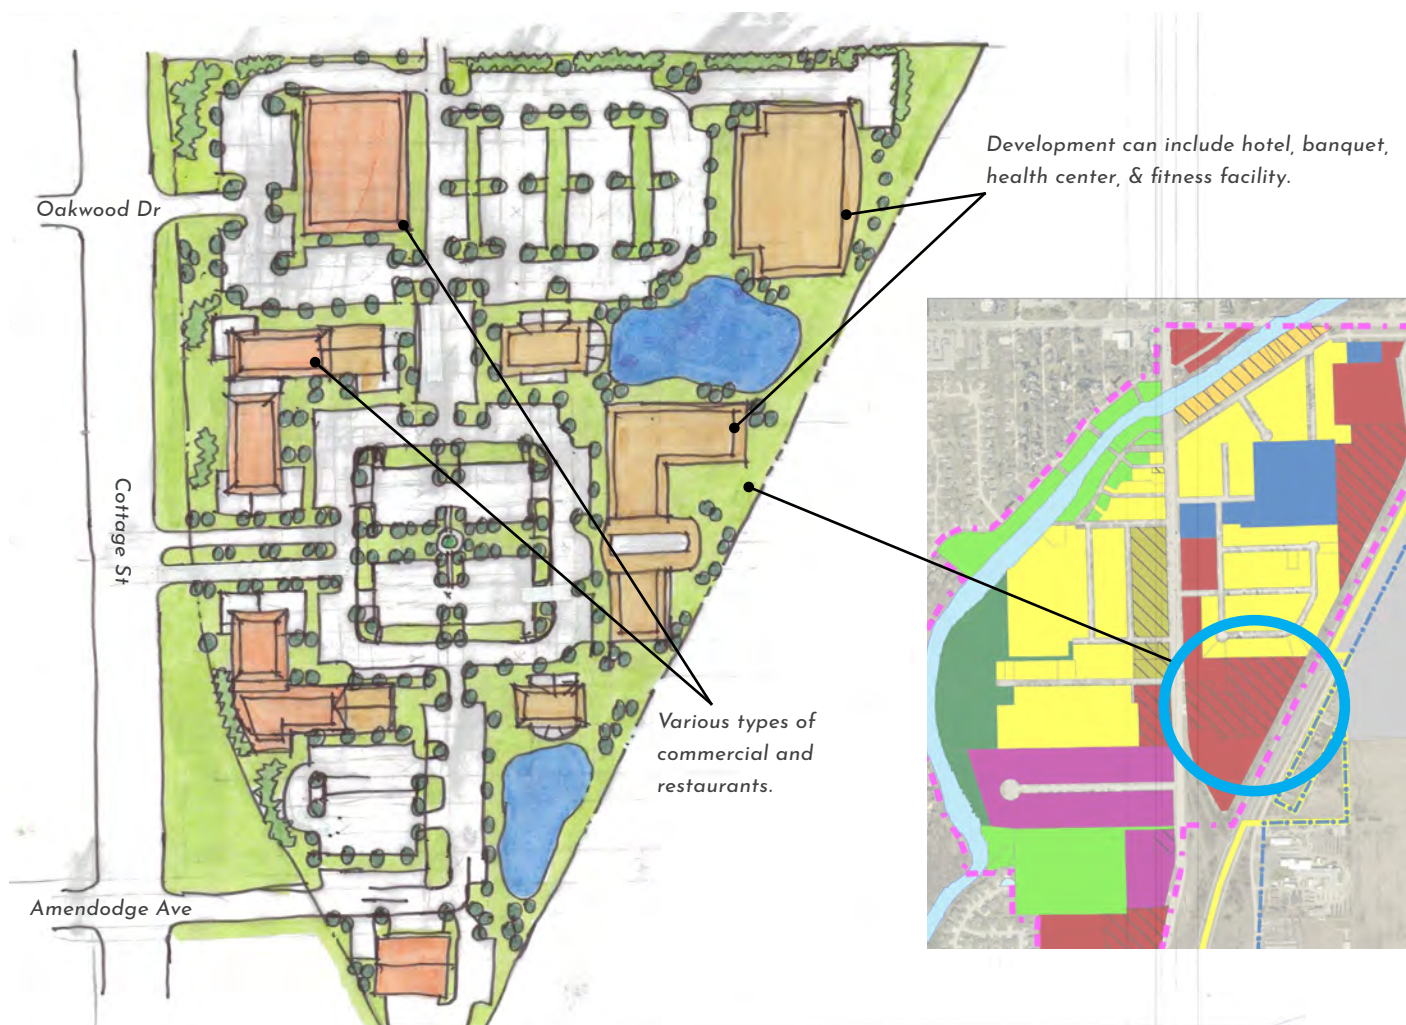 Development can include hotel, banquet,
health center, & fitness facility.
Oakwood Dr
Cottage St
Various types of
commercial and
restaurants.
Amendodge Ave